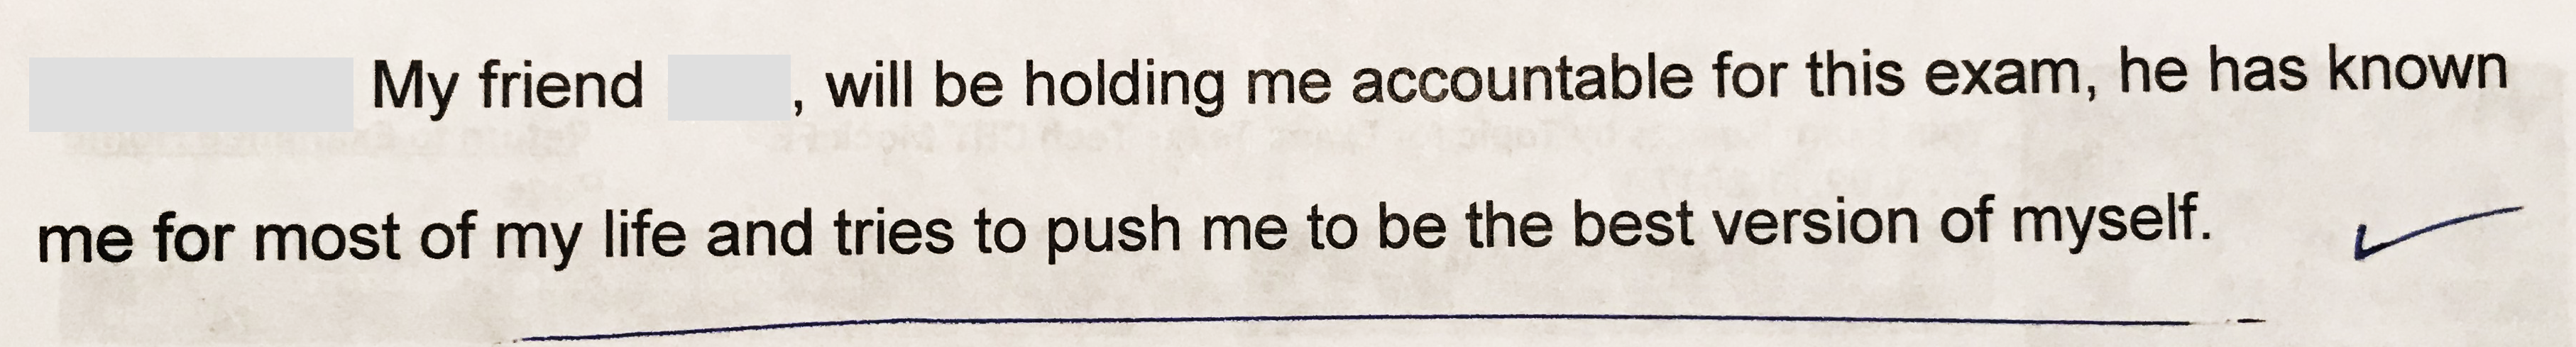 My friend , will be holding me accountable for this exam, he has known
me for most of my life and tries to push me to be the best version of myself.